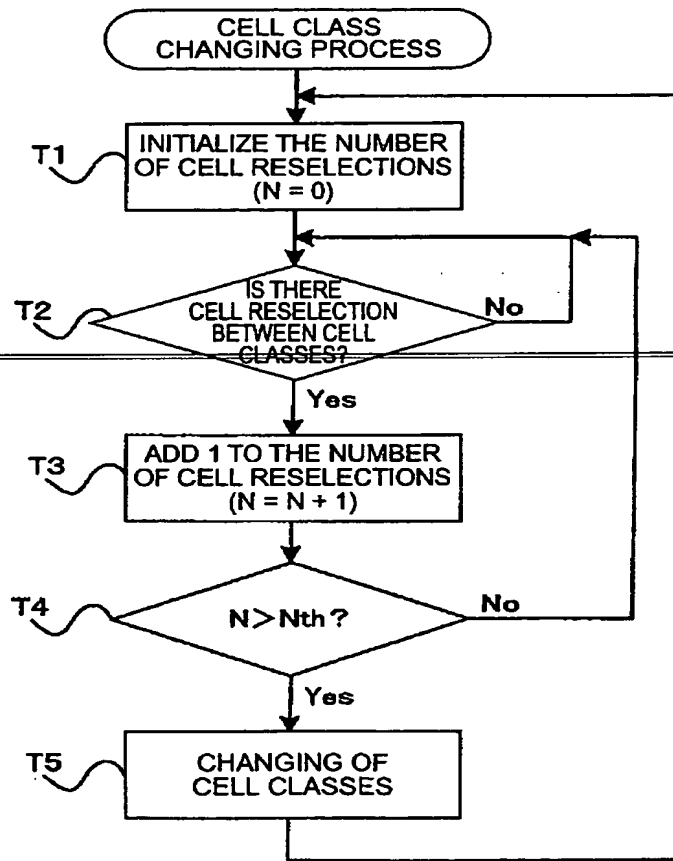 CELL CLASS
CHANGING PROCESS
T1
INITIALIZE THE NUMBER
OF CELL RESELECTIONS
(N = 0)
T2
IS THERE
CELL RESELECTION
BETWEEN CELL
CLASSES?
No
Yes
T3
ADD 1 TO THE NUMBER
OF CELL RESELECTIONS
(N = N + 1)
T4
N>Nth?
No
Yes
T5
CHANGING OF
CELL CLASSES